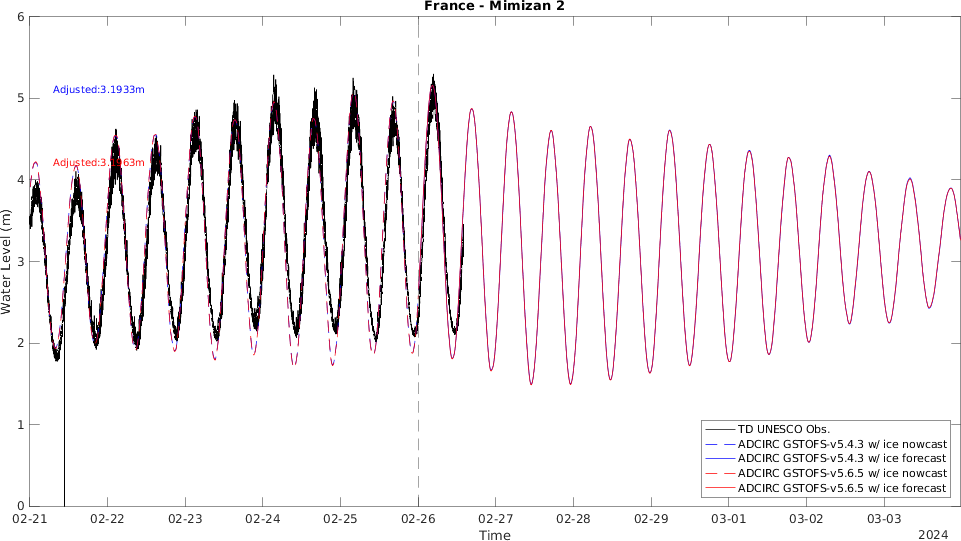 France - Mimizan 2
6
5
4
3
2
1
0
Water Level (m)
Adjusted:3.1933m
02-21
02-22
02-23
02-24
02-25
02-26
02-27
02-28
02-29
03-01
03-02
03-03
Time
2024
TD UNESCO Obs.
ADCIRC GSTOFS-v5.4.3 w/ ice nowcast
ADCIRC GSTOFS-v5.4.3 w/ ice forecast
ADCIRC GSTOFS-v5.6.5 w/ ice nowcast
ADCIRC GSTOFS-v5.6.5 w/ ice forecast